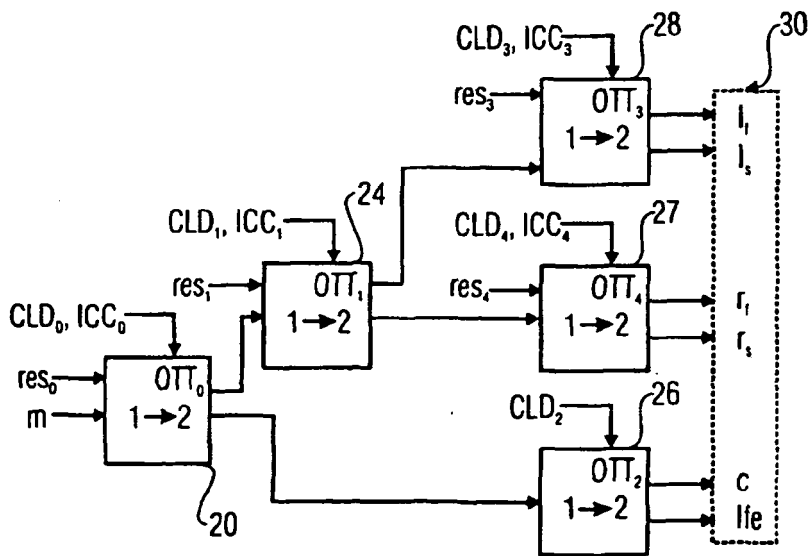 CLD₃, ICC₃
28
30
res₃
OTT₃
1→2
lf
ls
CLD₁, ICC₁
24
CLD₄, ICC₄
27
res₁
OTT₁
1→2
res₄
OTT₄
1→2
rf
rs
CLD₀, ICC₀
res₀
OTT₀
m
1→2
20
CLD₂
26
OTT₂
1→2
c
lfe